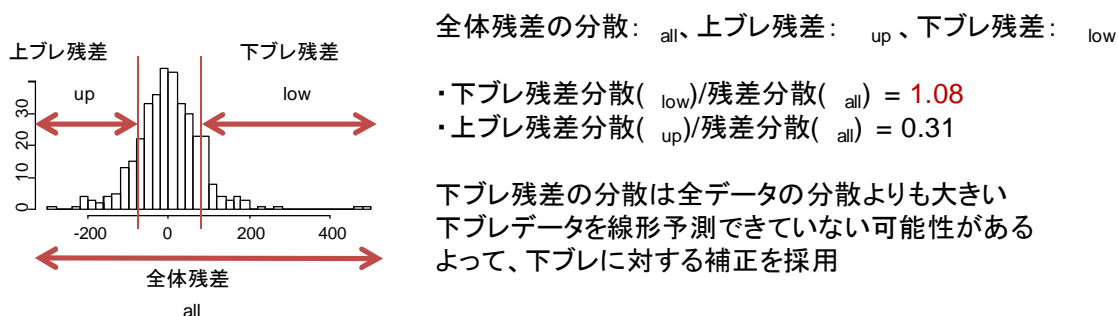 全体残差の分散: all、上ブレ残差: up 、下ブレ残差: low
上ブレ残差
下ブレ残差
up
low
・下ブレ残差分散( low)/残差分散( all) = 1.08
・上ブレ残差分散( up)/残差分散( all) = 0.31
下ブレ残差の分散は全データの分散よりも大きい
下ブレデータを線形予測できていない可能性がある
よって、下ブレに対する補正を採用
30
20
10
0
-200 0 200 400
全体残差
all